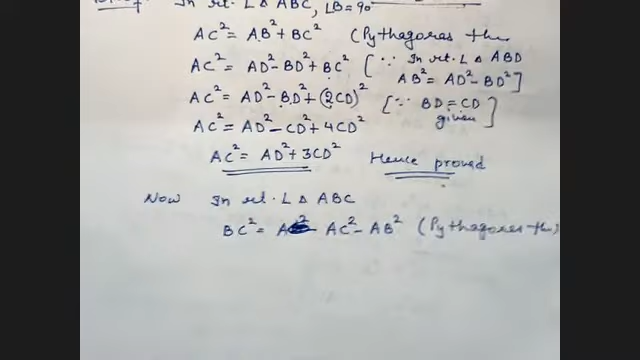 In rt. L △ ABC, LB = 90°
AC² = AB² + BC² (Pythagoras th
AC² = AD² - BD² + BC² [∵ In rt. L △ ABD
AB² = AD² - BD²]
AC² = AD² - BD² + (2CD)² [∵ BD = CD
given]
AC² = AD² - CD² + 4CD²
AC² = AD² + 3CD² Hence proved
Now In rt. L △ ABC
BC² = AC² - AB² (Pythagoras th